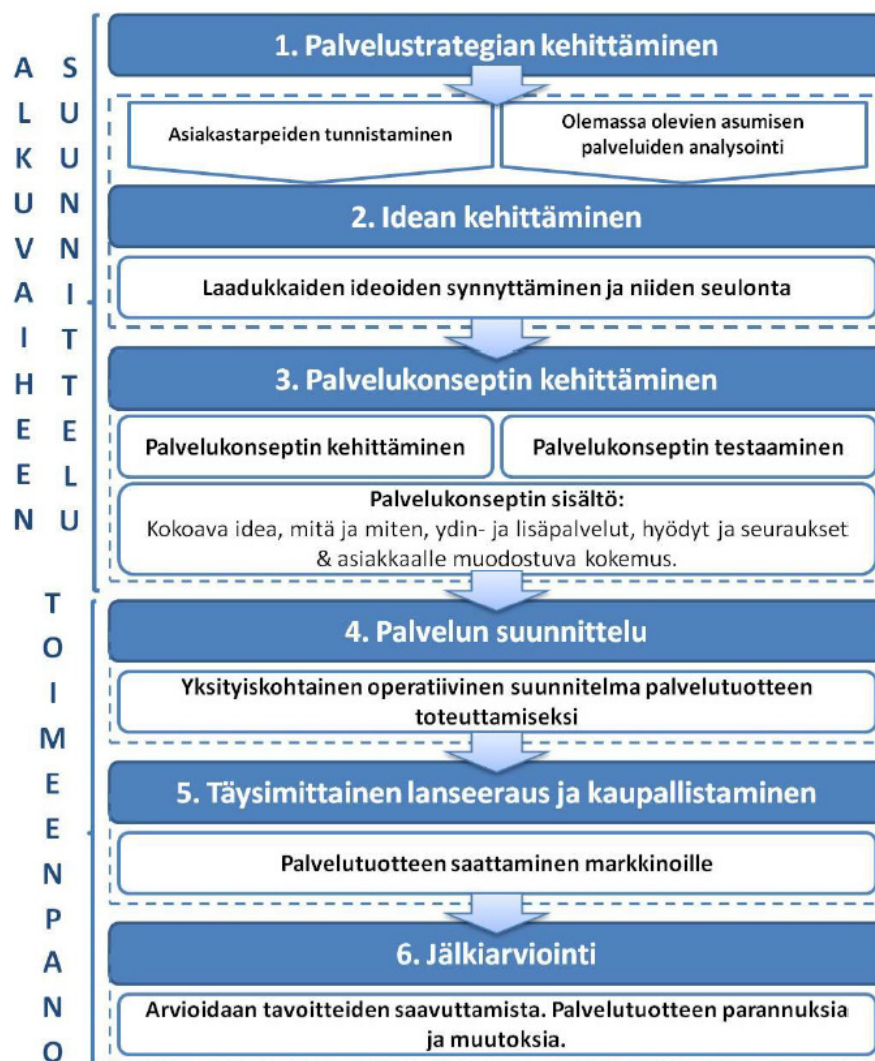 ALKUVAIHEEN
SUUNNITTELU
1. Palvelustrategian kehittäminen
Asiakastarpeiden tunnistaminen
Olemassa olevien asumisen
palveluiden analysointi
2. Idean kehittäminen
Laadukkaiden ideoiden synnyttäminen ja niiden seulonta
3. Palvelukonseptin kehittäminen
Palvelukonseptin kehittäminen
Palvelukonseptin testaaminen
Palvelukonseptin sisältö:
Kokoava idea, mitä ja miten, ydin- ja lisäpalvelut, hyödyt ja seuraukset
& asiakkaalle muodostuva kokemus.
TOIMEENPANO
4. Palvelun suunnittelu
Yksityiskohtainen operatiivinen suunnitelma palvelutuotteen
toteuttamiseksi
5. Täysimittainen lanseeraus ja kaupallistaminen
Palvelutuotteen saattaminen markkinoille
6. Jälkiarviointi
Arvioidaan tavoitteiden saavuttamista. Palvelutuotteen parannuksia
ja muutoksia.